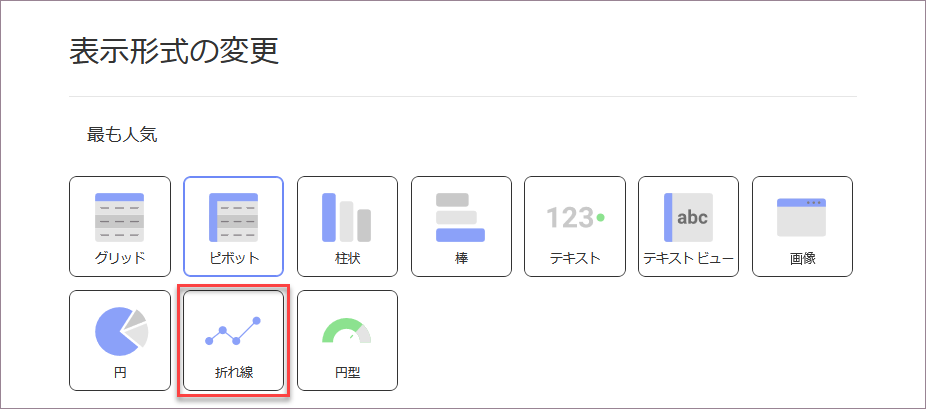 表示形式の変更
最も人気
グリッド
ピボット
柱状
棒
123
テキスト
abc
テキスト ビュー
画像
円
折れ線
円型